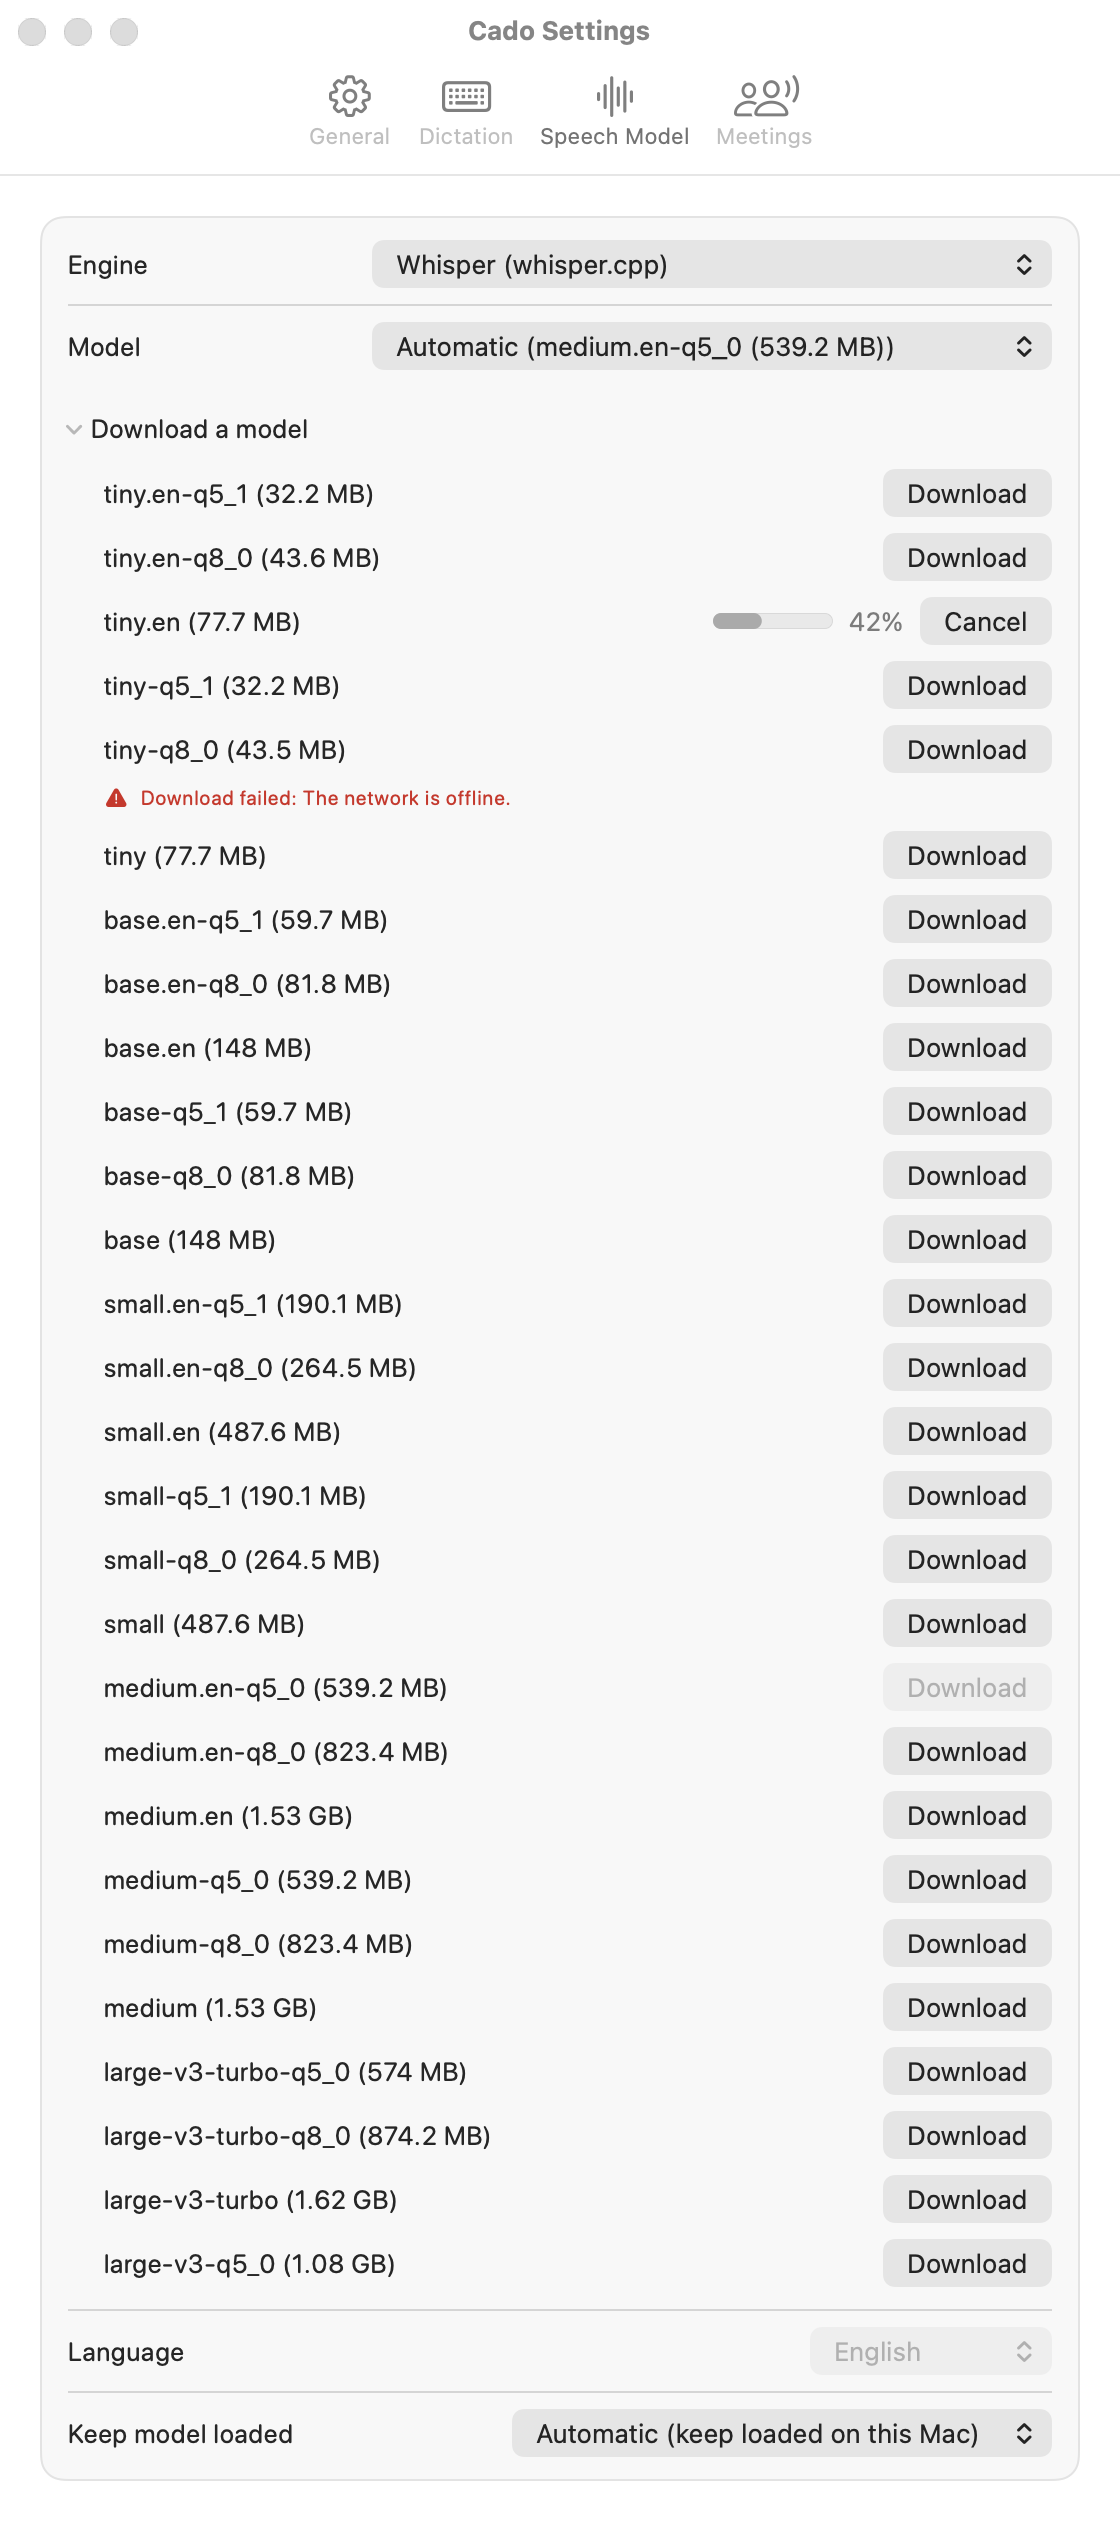 Cado Settings
General Dictation Speech Model Meetings
Engine Whisper (whisper.cpp)
Model Automatic (medium.en-q5_0 (539.2 MB))
Download a model
tiny.en-q5_1 (32.2 MB) Download
tiny.en-q8_0 (43.6 MB) Download
tiny.en (77.7 MB) 42% Cancel
tiny-q5_1 (32.2 MB) Download
tiny-q8_0 (43.5 MB) Download
Download failed: The network is offline.
tiny (77.7 MB) Download
base.en-q5_1 (59.7 MB) Download
base.en-q8_0 (81.8 MB) Download
base.en (148 MB) Download
base-q5_1 (59.7 MB) Download
base-q8_0 (81.8 MB) Download
base (148 MB) Download
small.en-q5_1 (190.1 MB) Download
small.en-q8_0 (264.5 MB) Download
small.en (487.6 MB) Download
small-q5_1 (190.1 MB) Download
small-q8_0 (264.5 MB) Download
small (487.6 MB) Download
medium.en-q5_0 (539.2 MB) Download
medium.en-q8_0 (823.4 MB) Download
medium.en (1.53 GB) Download
medium-q5_0 (539.2 MB) Download
medium-q8_0 (823.4 MB) Download
medium (1.53 GB) Download
large-v3-turbo-q5_0 (574 MB) Download
large-v3-turbo-q8_0 (874.2 MB) Download
large-v3-turbo (1.62 GB) Download
large-v3-q5_0 (1.08 GB) Download
Language English
Keep model loaded Automatic (keep loaded on this Mac)